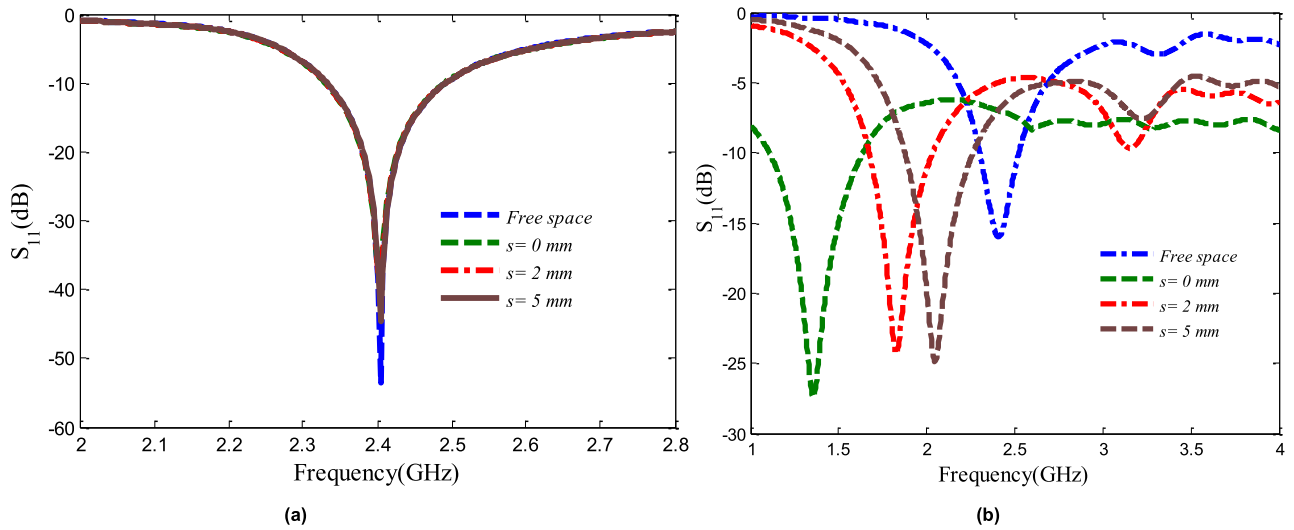 0
-10
-20
-30
-40
-50
-60
S11(dB)
2 2.1 2.2 2.3 2.4 2.5 2.6 2.7 2.8
Frequency(GHz)
Free space
s= 0 mm
s= 2 mm
s= 5 mm
(a)
0
-5
-10
-15
-20
-25
-30
S11(dB)
1 1.5 2 2.5 3 3.5 4
Frequency(GHz)
Free space
s= 0 mm
s= 2 mm
s= 5 mm
(b)